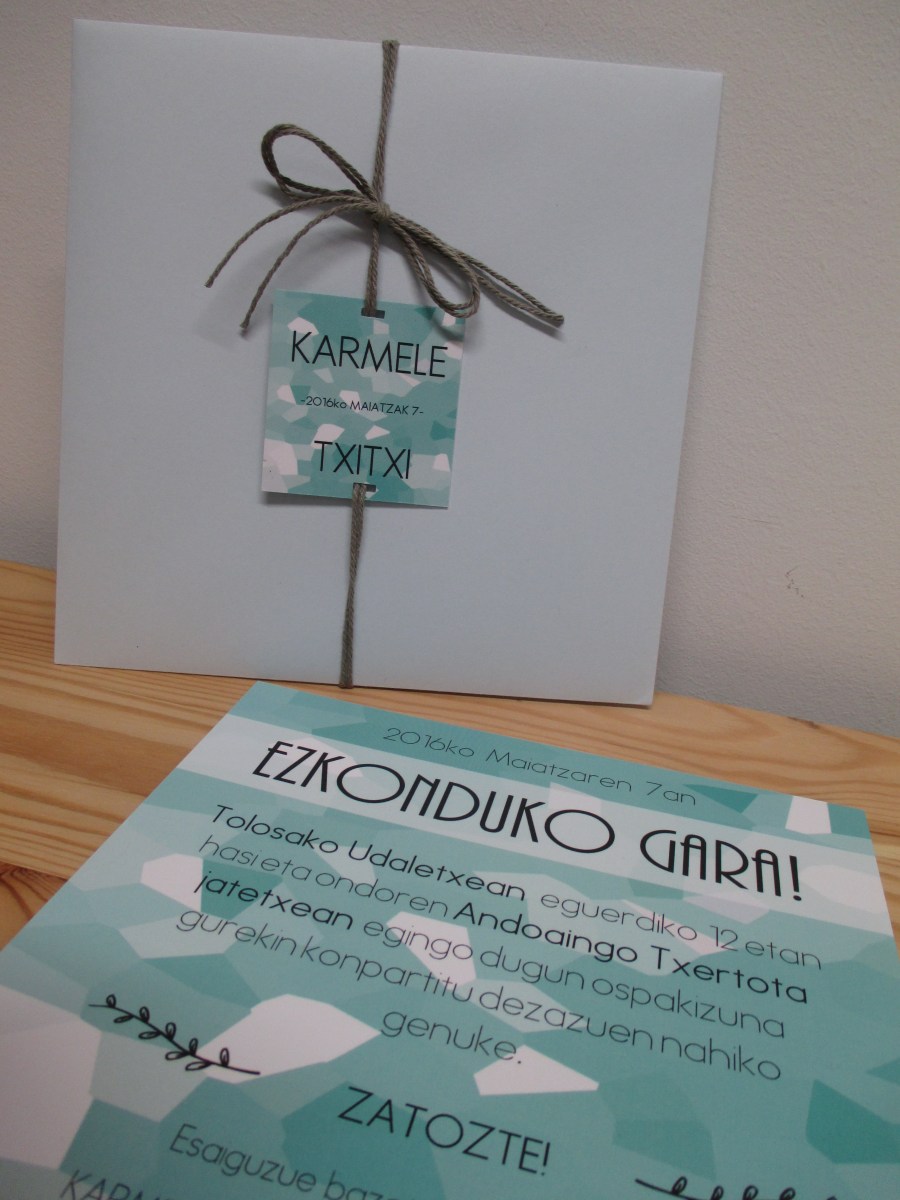 KARMELE
-2016ko MAIATZAK 7-
TXITXI
2016ko Maiatzaren 7an
EZKONDUKO GARA!
Tolosako Udaletxean eguerdiko 12 etan
hasi eta ondoren Andoaingo Txertota
jatetxean egingo dugun ospakizuna
gurekin konpartitu dezazuen nahiko
genuke.
ZATOZTE!
Esaiguzue